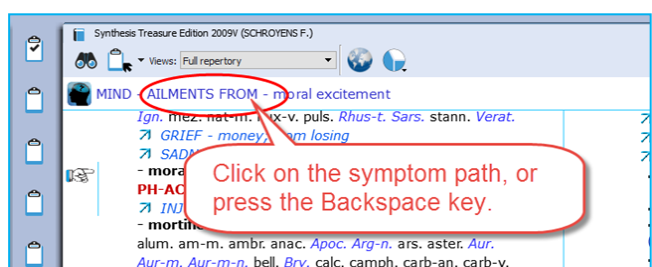 Synthesis Treasure Edition 2009V (SCHROYENS F.)
Views: Full repertory
MIND - AILMENTS FROM - moral excitement
Ign. mez. nat-m. nux-v. puls. Rhus-t. Sars. stann. Verat.
GRIEF - money, from losing
SADN
- mora
PH-AC
INJ
- mortif
alum. am-m. ambr. anac. Apoc. Arg-n. ars. aster. Aur.
Aur-m. Aur-m-n. bell. Bry. calc. camph. carb-an. carb-v.
Click on the symptom path, or
press the Backspace key.